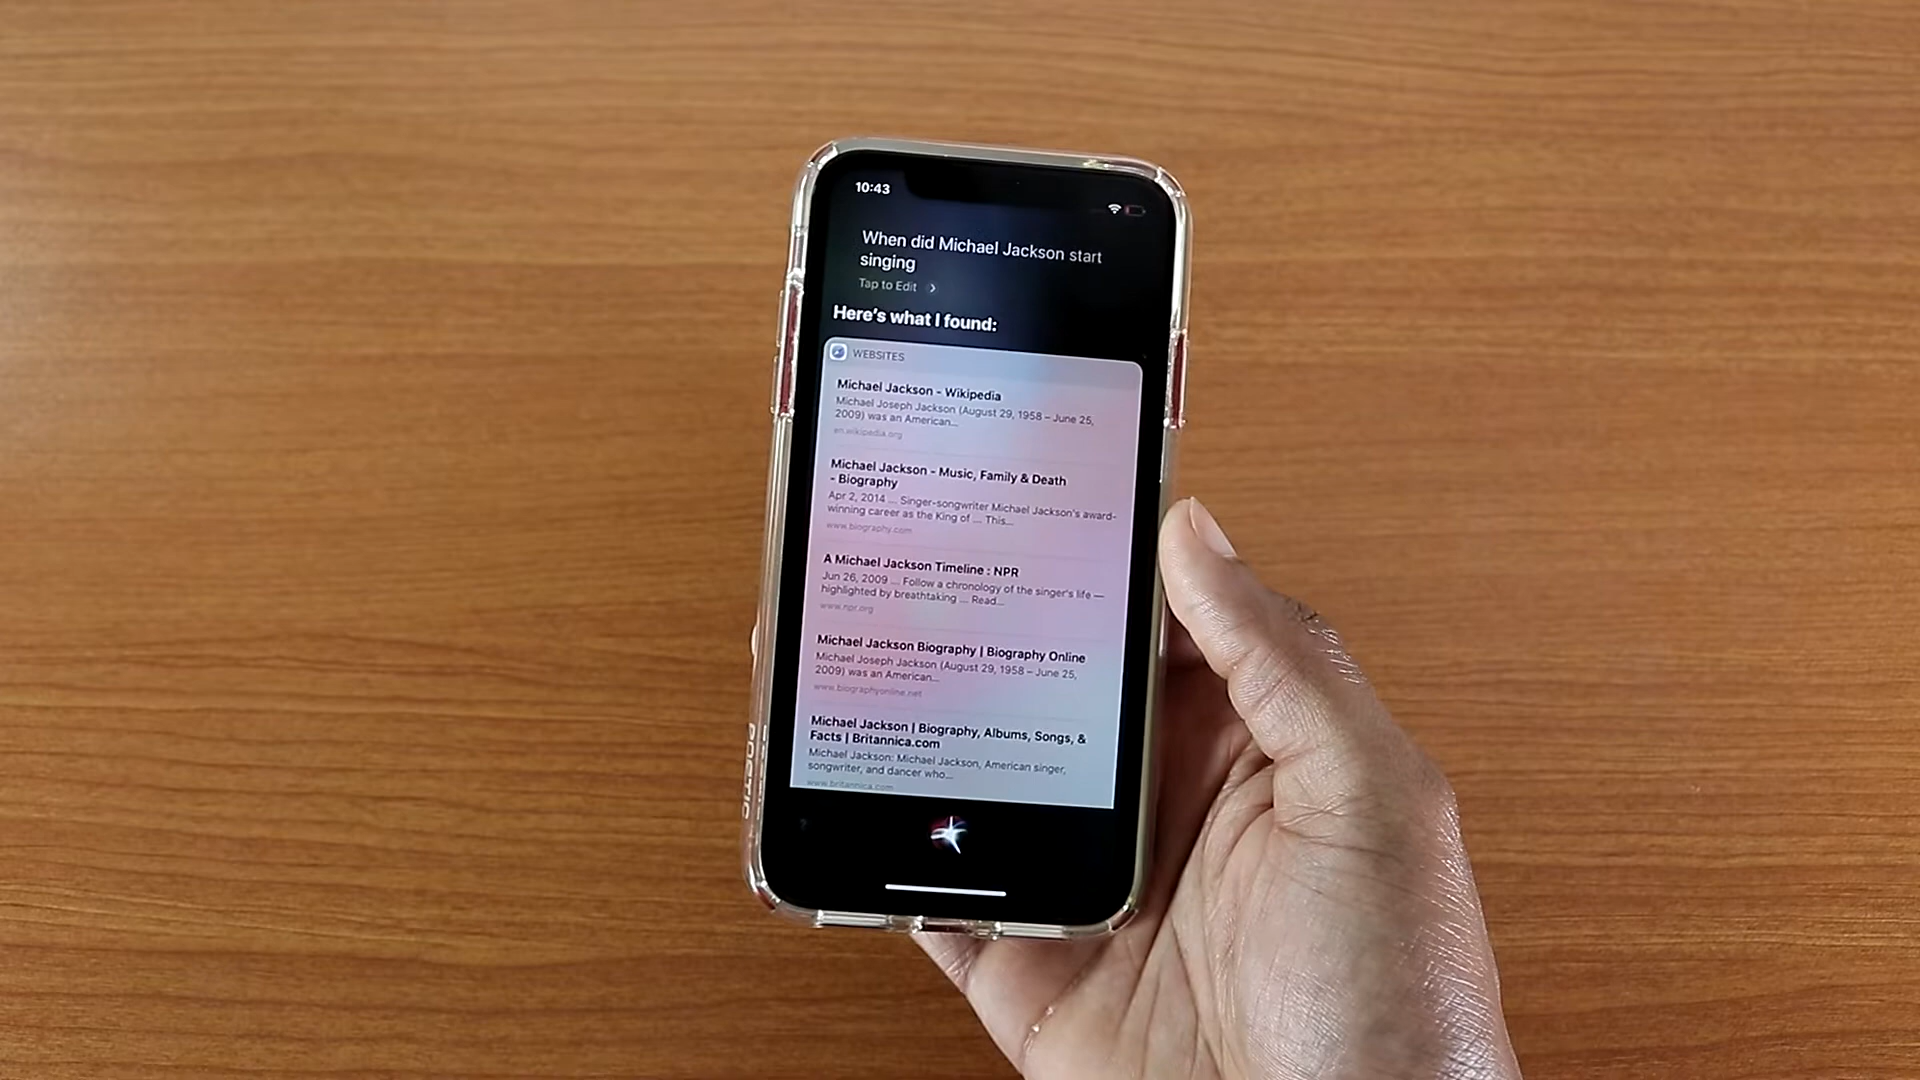 10:43
When did Michael Jackson start
singing
Tap to Edit >
Here's what I found:
WEBSITES
Michael Jackson - Wikipedia
Michael Joseph Jackson (August 29, 1958 – June 25,
2009) was an American...
en.wikipedia.org
Michael Jackson - Music, Family & Death
- Biography
Apr 2, 2014 ... Singer-songwriter Michael Jackson's award-
winning career as the King of ... This...
www.biography.com
A Michael Jackson Timeline : NPR
Jun 26, 2009 ... Follow a chronology of the singer's life —
highlighted by breathtaking ... Read...
www.npr.org
Michael Jackson Biography | Biography Online
Michael Joseph Jackson (August 29, 1958 – June 25,
2009) was an American...
www.biographyonline.net
Michael Jackson | Biography, Albums, Songs, &
Facts | Britannica.com
Michael Jackson: Michael Jackson, American singer,
songwriter, and dancer who...
www.britannica.com
?